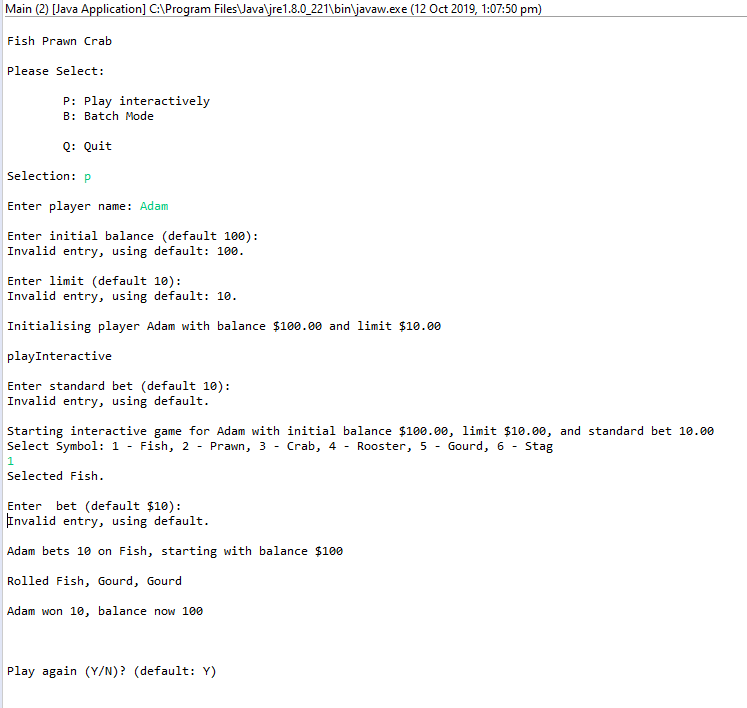 Main (2) [Java Application] C:\Program Files\Java\jre1.8.0_221\bin\javaw.exe (12 Oct 2019, 1:07:50 pm)
Fish Prawn Crab
Please Select:
P: Play interactively
B: Batch Mode
Q: Quit
Selection: p
Enter player name: Adam
Enter initial balance (default 100):
Invalid entry, using default: 100.
Enter limit (default 10):
Invalid entry, using default: 10.
Initialising player Adam with balance $100.00 and limit $10.00
playInteractive
Enter standard bet (default 10):
Invalid entry, using default.
Starting interactive game for Adam with initial balance $100.00, limit $10.00, and standard bet 10.00
Select Symbol: 1 - Fish, 2 - Prawn, 3 - Crab, 4 - Rooster, 5 - Gourd, 6 - Stag
1
Selected Fish.
Enter  bet (default $10):
Invalid entry, using default.
Adam bets 10 on Fish, starting with balance $100
Rolled Fish, Gourd, Gourd
Adam won 10, balance now 100
Play again (Y/N)? (default: Y)